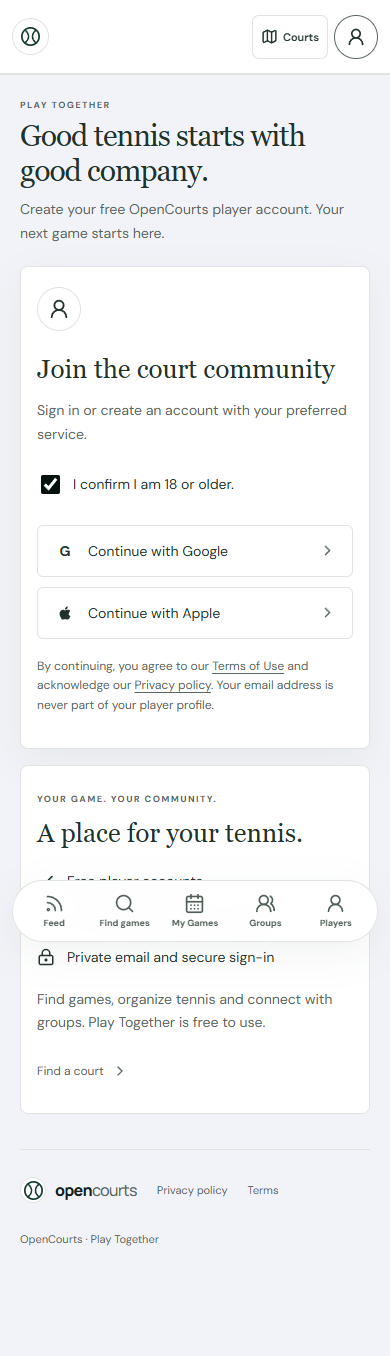 Courts
PLAY TOGETHER
Good tennis starts with
good company.
Create your free OpenCourts player account. Your
next game starts here.
Join the court community
Sign in or create an account with your preferred
service.
I confirm I am 18 or older.
G Continue with Google
Continue with Apple
By continuing, you agree to our Terms of Use and
acknowledge our Privacy policy. Your email address is
never part of your player profile.
YOUR GAME. YOUR COMMUNITY.
A place for your tennis.
Free player accounts
Feed Find games My Games Groups Players
Private email and secure sign-in
Find games, organize tennis and connect with
groups. Play Together is free to use.
Find a court
opencourts Privacy policy Terms
OpenCourts · Play Together